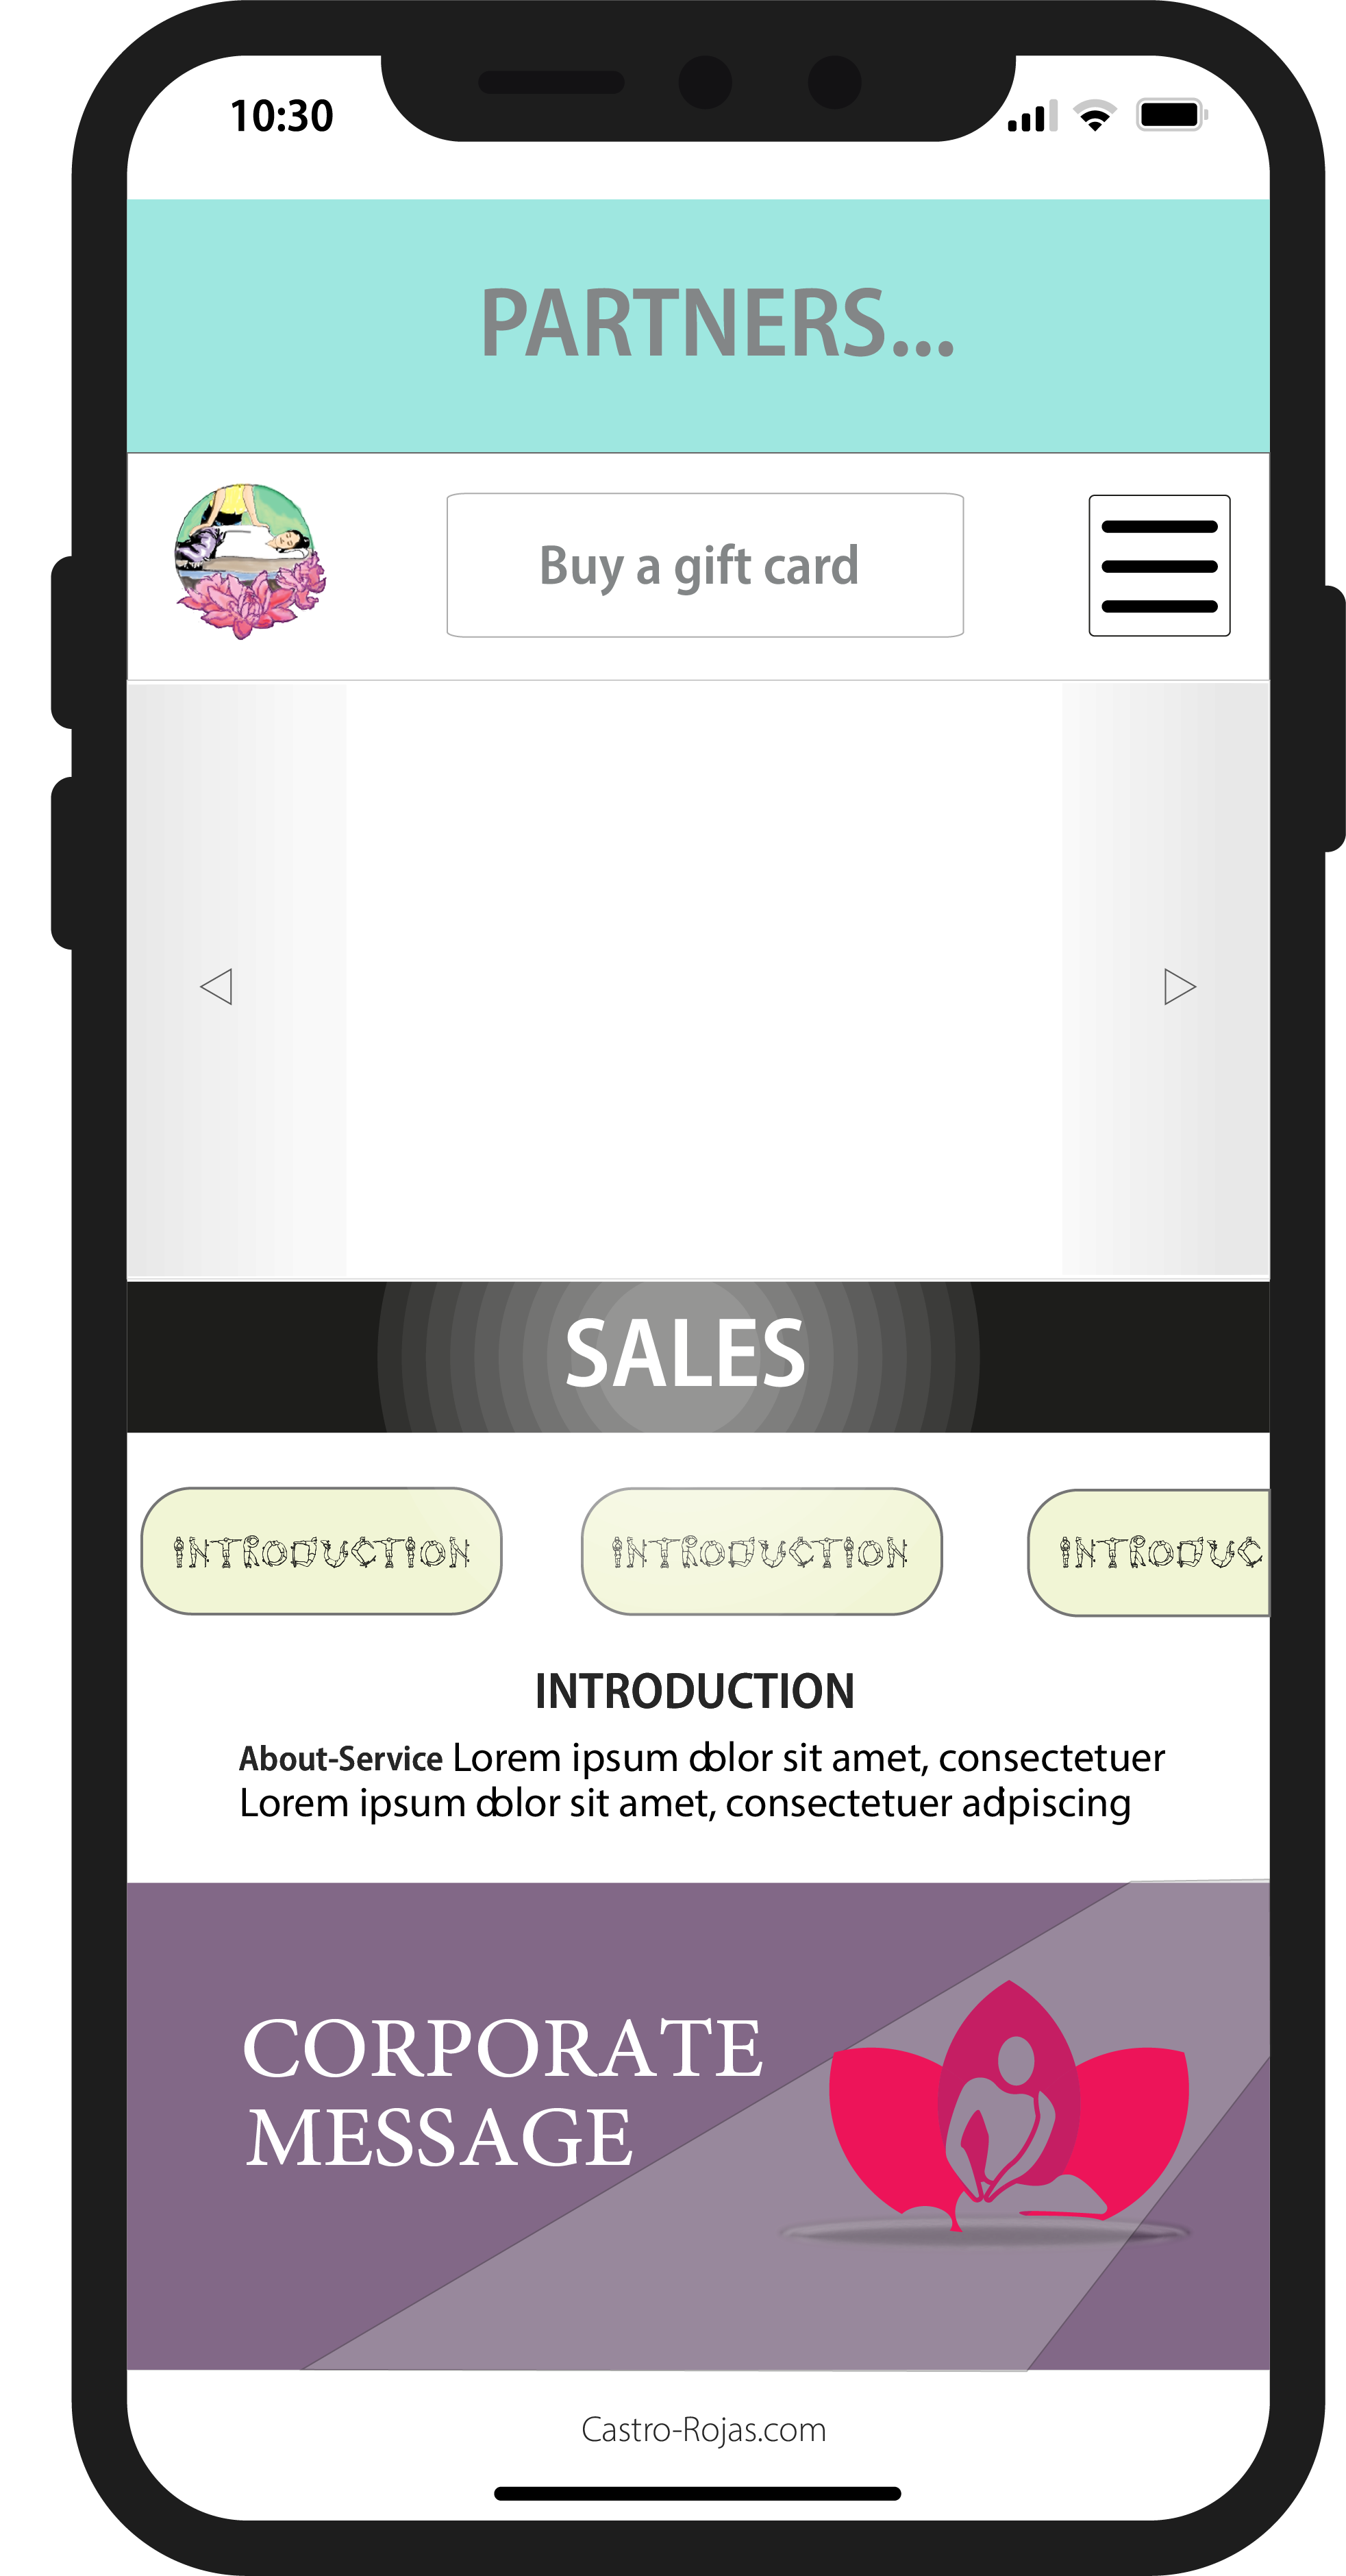 10:30
PARTNERS...
Buy a gift card
SALES
INTRODUCTION
INTRODUCTION
INTRODUC
INTRODUCTION
About-Service Lorem ipsum dolor sit amet, consectetuer
Lorem ipsum dolor sit amet, consectetuer adipiscing
CORPORATE
MESSAGE
Castro-Rojas.com